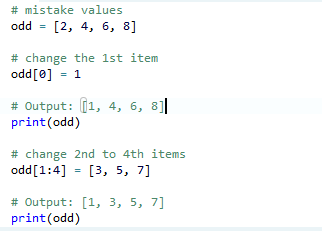 # mistake values
odd = [2, 4, 6, 8]
# change the 1st item
odd[0] = 1
# Output: [1, 4, 6, 8]
print(odd)
# change 2nd to 4th items
odd[1:4] = [3, 5, 7]
# Output: [1, 3, 5, 7]
print(odd)